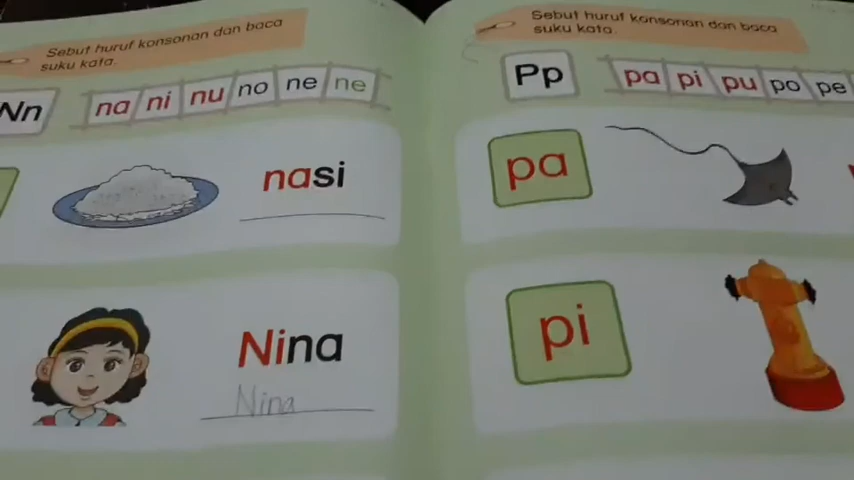 Sebut huruf konsonan dan baca
suku kata.
Nn
na ni nu no ne ne
nasi
Nina
Nina
Sebut huruf konsonan dan baca
suku kata.
Pp
pa pi pu po pe
pa
pi